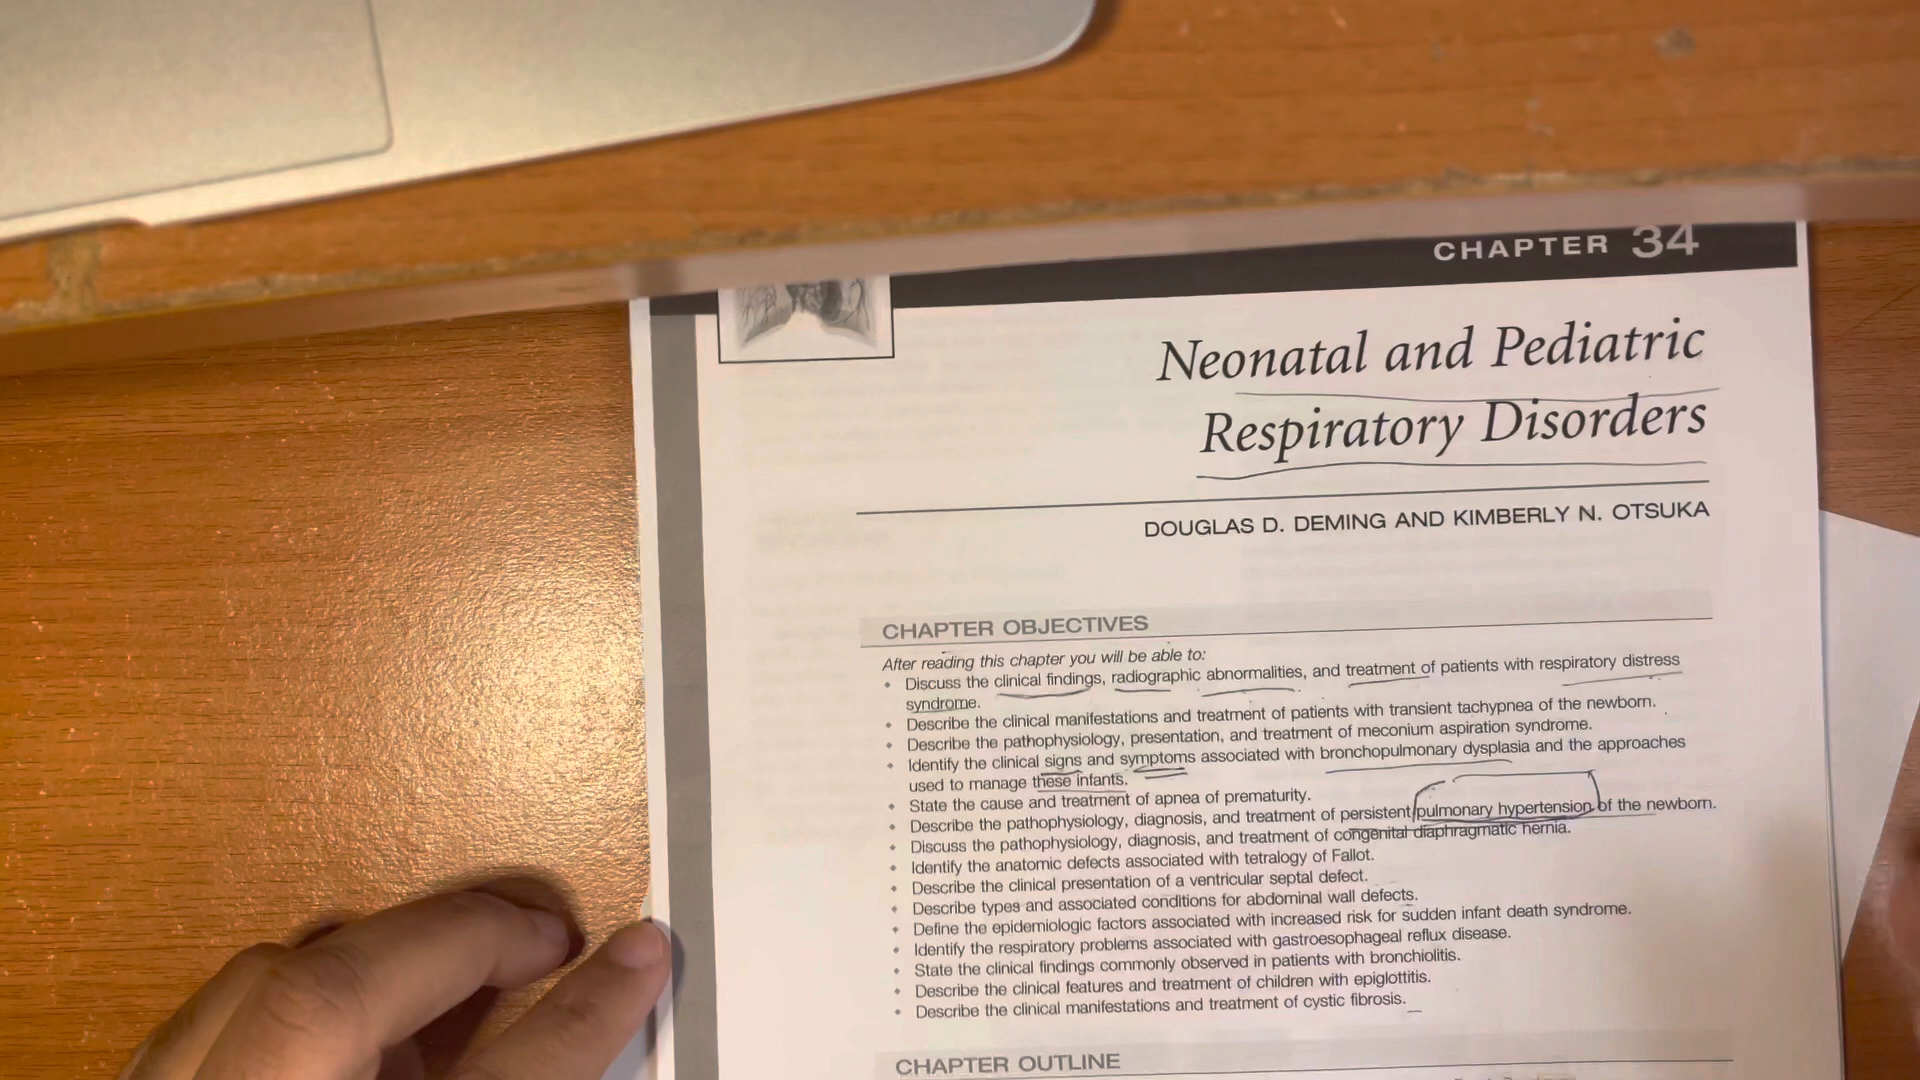 CHAPTER 34
Neonatal and Pediatric
Respiratory Disorders
DOUGLAS D. DEMING AND KIMBERLY N. OTSUKA
CHAPTER OBJECTIVES
After reading this chapter you will be able to:
• Discuss the clinical findings, radiographic abnormalities, and treatment of patients with respiratory distress
syndrome.
• Describe the clinical manifestations and treatment of patients with transient tachypnea of the newborn.
• Describe the pathophysiology, presentation, and treatment of meconium aspiration syndrome.
• Identify the clinical signs and symptoms associated with bronchopulmonary dysplasia and the approaches
used to manage these infants.
• State the cause and treatment of apnea of prematurity.
• Describe the pathophysiology, diagnosis, and treatment of persistent pulmonary hypertension of the newborn.
• Discuss the pathophysiology, diagnosis, and treatment of congenital diaphragmatic hernia.
• Identify the anatomic defects associated with tetralogy of Fallot.
• Describe the clinical presentation of a ventricular septal defect.
• Describe types and associated conditions for abdominal wall defects.
• Define the epidemiologic factors associated with increased risk for sudden infant death syndrome.
• Identify the respiratory problems associated with gastroesophageal reflux disease.
• State the clinical findings commonly observed in patients with bronchiolitis.
• Describe the clinical features and treatment of children with epiglottitis.
• Describe the clinical manifestations and treatment of cystic fibrosis.
CHAPTER OUTLINE